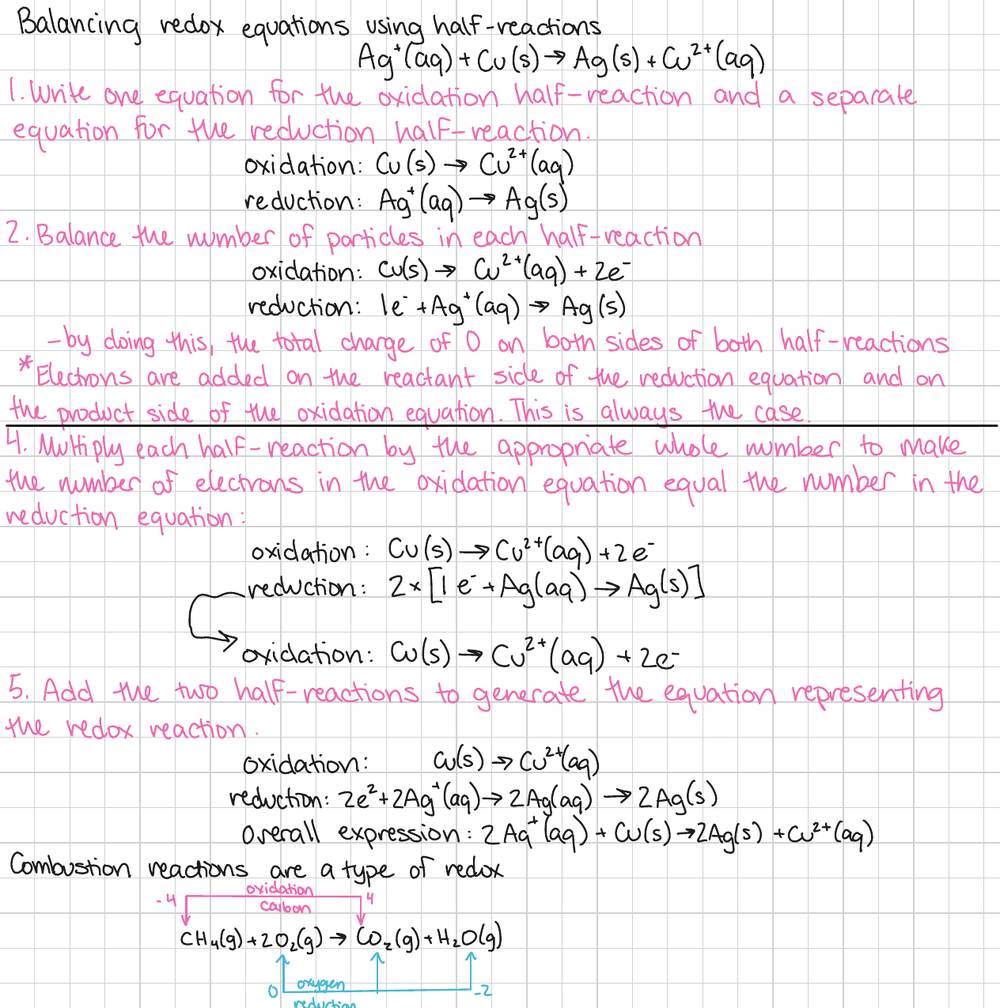 Balancing redox equations using half-reactions
Ag⁺(aq) + Cu(s) → Ag(s) + Cu²⁺(aq)
1. Write one equation for the oxidation half-reaction and a separate
equation for the reduction half-reaction.
oxidation: Cu(s) → Cu²⁺(aq)
reduction: Ag⁺(aq) → Ag(s)
2. Balance the number of particles in each half-reaction
oxidation: Cu(s) → Cu²⁺(aq) + 2e⁻
reduction: 1e⁻ + Ag⁺(aq) → Ag(s)
-by doing this, the total charge of 0 on both sides of both half-reactions
*Electrons are added on the reactant side of the reduction equation and on
the product side of the oxidation equation. This is always the case.
4. Multiply each half-reaction by the appropriate whole number to make
the number of electrons in the oxidation equation equal the number in the
reduction equation:
oxidation: Cu(s) → Cu²⁺(aq) + 2e⁻
reduction: 2×[1e⁻ + Ag(aq) → Ag(s)]
oxidation: Cu(s) → Cu²⁺(aq) + 2e⁻
5. Add the two half-reactions to generate the equation representing
the redox reaction.
oxidation: Cu(s) → Cu²⁺(aq)
reduction: 2e² + 2Ag⁺(aq) → 2Ag(aq) → 2Ag(s)
Overall expression: 2Ag⁺(aq) + Cu(s) → 2Ag(s) + Cu²⁺(aq)
Combustion reactions are a type of redox
-4 oxidation 4
carbon
CH₄(g) + 2O₂(g) → CO₂(g) + H₂O(g)
0 oxygen -2
reduction